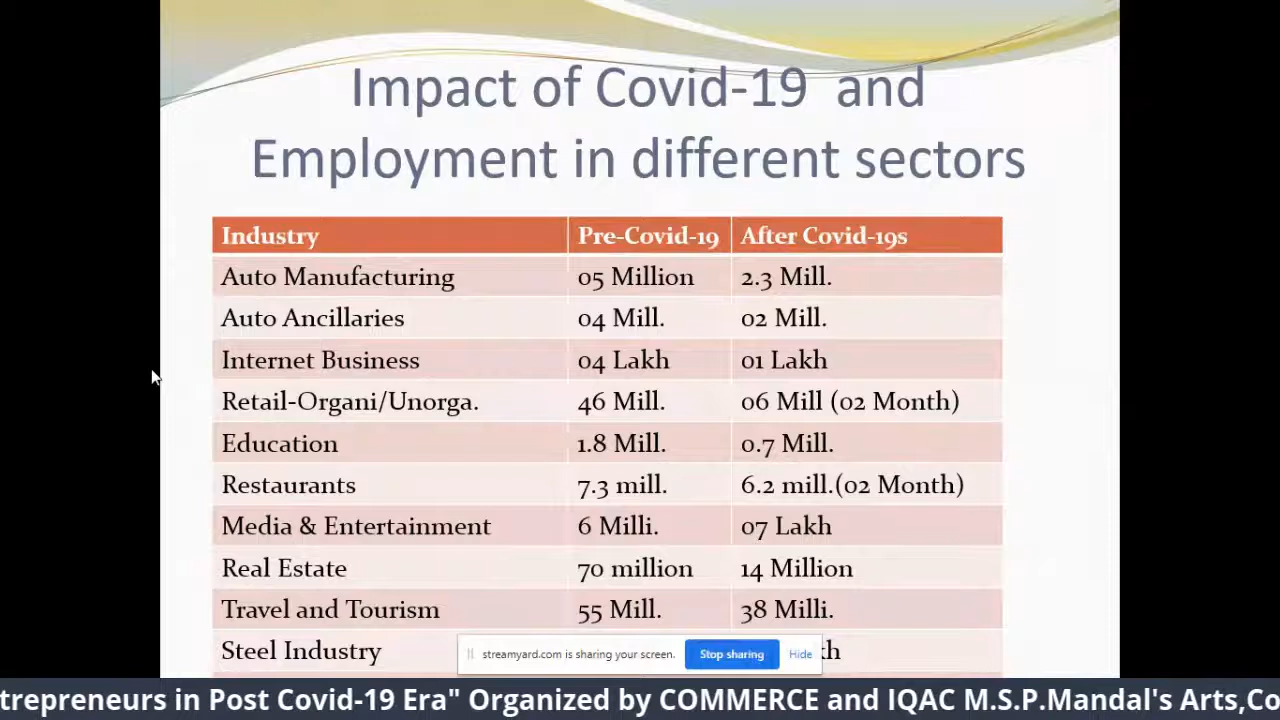 Impact of Covid-19 and
Employment in different sectors
Industry Pre-Covid-19 After Covid-19s
Auto Manufacturing 05 Million 2.3 Mill.
Auto Ancillaries 04 Mill. 02 Mill.
Internet Business 04 Lakh 01 Lakh
Retail-Organi/Unorga. 46 Mill. 06 Mill (02 Month)
Education 1.8 Mill. 0.7 Mill.
Restaurants 7.3 mill. 6.2 mill.(02 Month)
Media & Entertainment 6 Milli. 07 Lakh
Real Estate 70 million 14 Million
Travel and Tourism 55 Mill. 38 Milli.
Steel Industry
streamyard.com is sharing your screen. Stop sharing Hide
in Post Covid-19 Era" Organized by COMMERCE and IQAC M.S.P.Mandal's Arts,